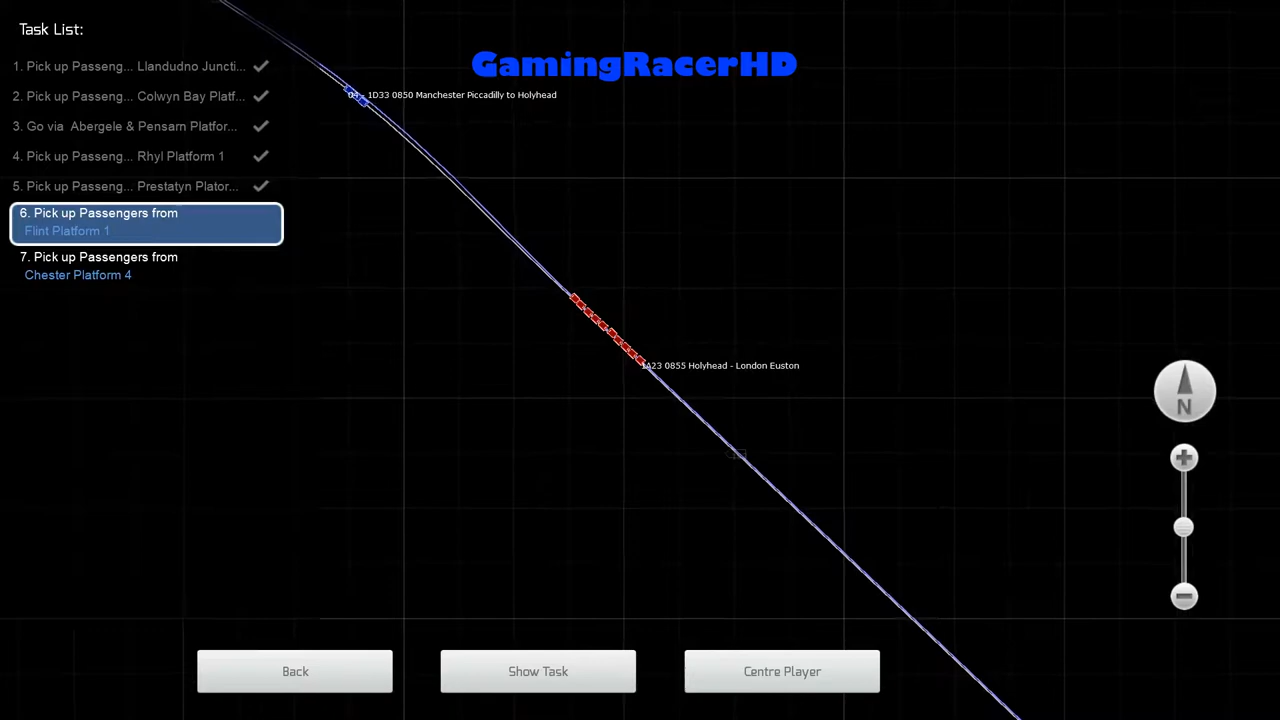 Task List:
GamingRacerHD
1. Pick up Passeng... Llandudno Juncti...
2. Pick up Passeng... Colwyn Bay Platf...
3. Go via Abergele & Pensarn Platfor...
4. Pick up Passeng... Rhyl Platform 1
5. Pick up Passeng... Prestatyn Plator...
6. Pick up Passengers from
Flint Platform 1
7. Pick up Passengers from
Chester Platform 4
- 1D33 0850 Manchester Piccadilly to Holyhead
1A23 0855 Holyhead - London Euston
N
Back
Show Task
Centre Player